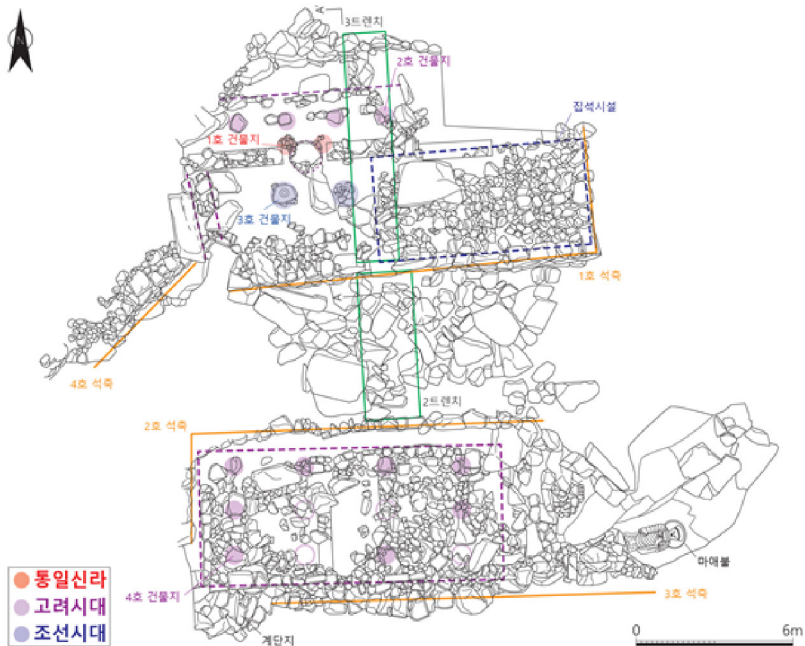 N
A
3트렌치
2호 건물지
집석시설
1호 건물지
3호 건물지
1호 석축
4호 석축
2트렌치
2호 석축
마매불
4호 건물지
3호 석축
계단지
통일신라
고려시대
조선시대
0 6m